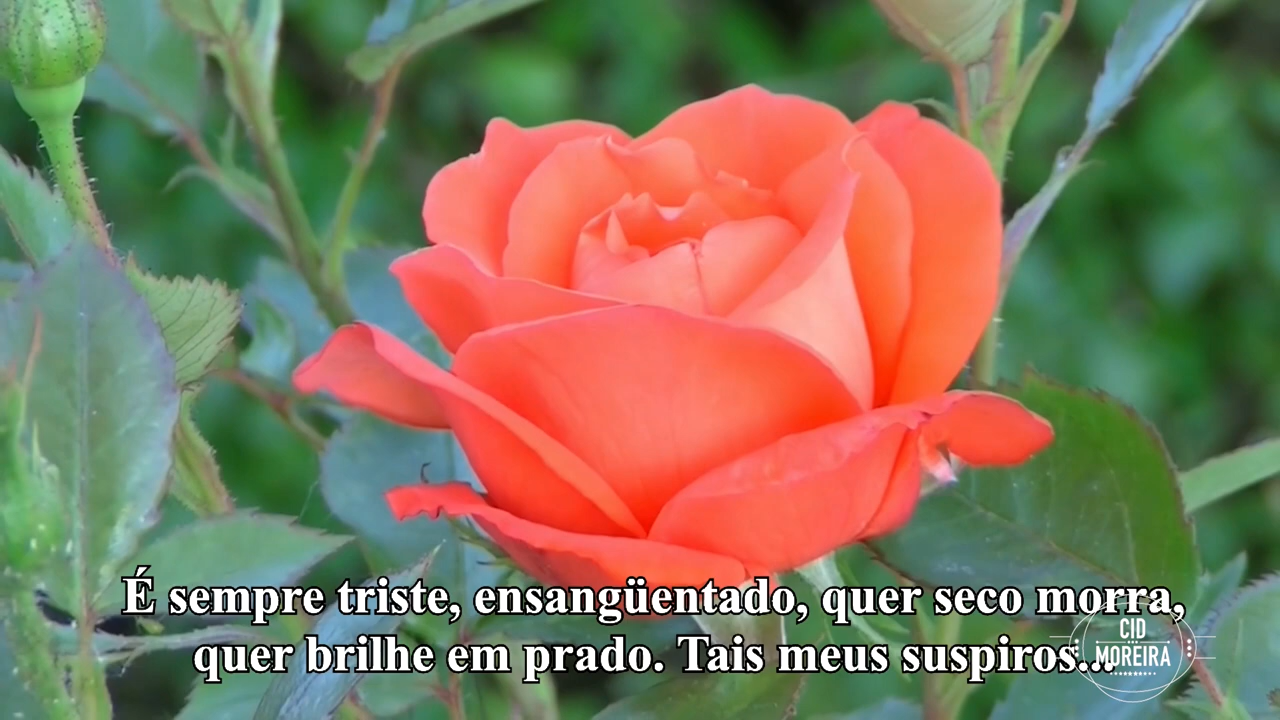 É sempre triste, ensangüentado, quer seco morra,
quer brilhe em prado. Tais meus suspiros...
CID
MOREIRA